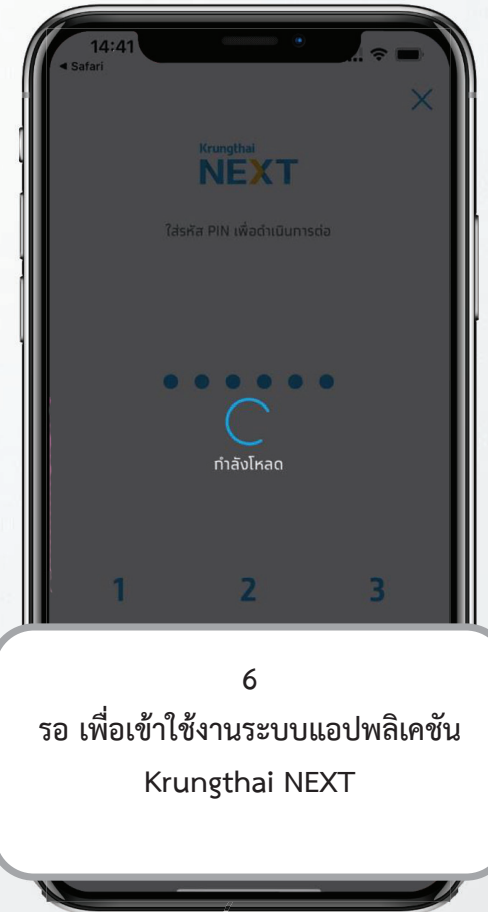 14:41
◀ Safari
Krungthai
NEXT
ใส่รหัส PIN เพื่อดำเนินการต่อ
กำลังโหลด
1 2 3
6
รอ เพื่อเข้าใช้งานระบบแอปพลิเคชัน
Krungthai NEXT